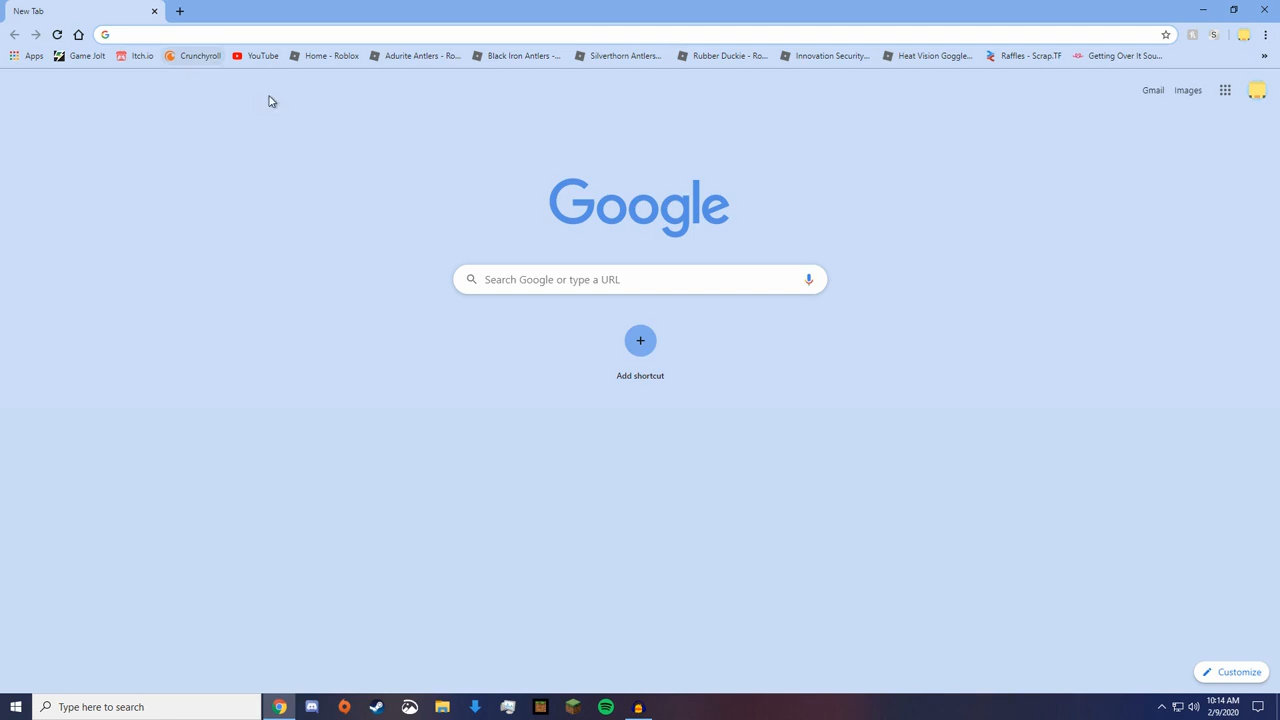 New Tab
Apps
Game Jolt
Itch.io
Crunchyroll
YouTube
Home - Roblox
Adurite Antlers - Ro...
Black Iron Antlers -...
Silverthorn Antlers...
Rubber Duckie - Ro...
Innovation Security...
Heat Vision Goggle...
Raffles - Scrap.TF
Getting Over It Sou...
Gmail
Images
Google
Search Google or type a URL
Add shortcut
Customize
Type here to search
10:14 AM
2/9/2020